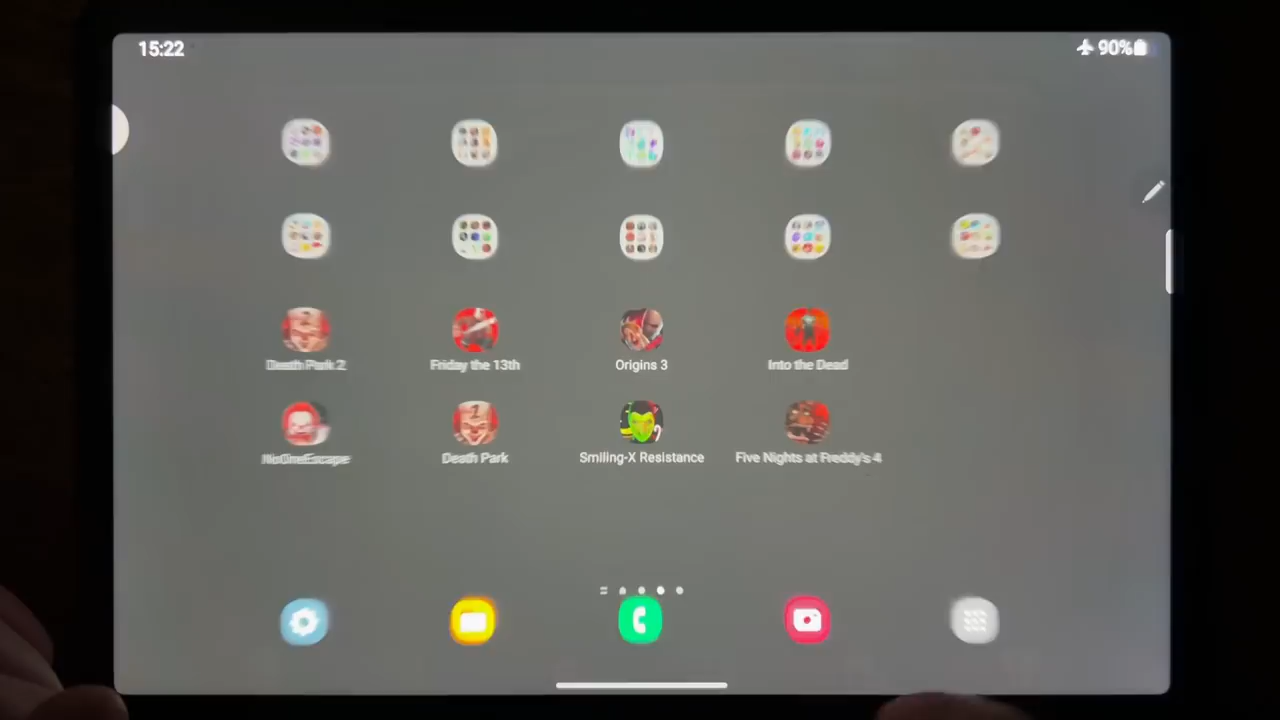 15:22
90%
Death Park 2
Friday the 13th
Origins 3
Into the Dead
NoOneEscape
Death Park
Smiling-X Resistance
Five Nights at Freddy's 4